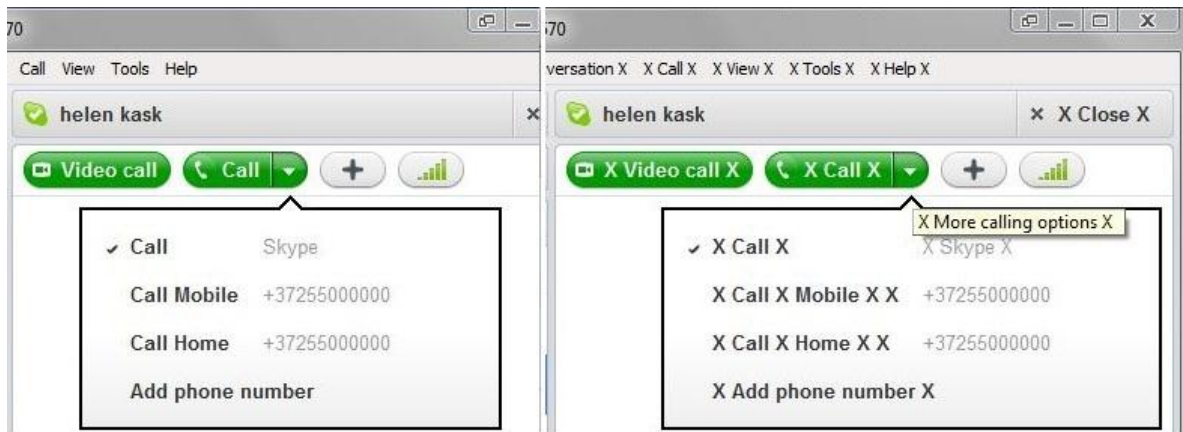 70
Call View Tools Help
helen kask ×
Video call Call +
✓ Call Skype
Call Mobile +37255000000
Call Home +37255000000
Add phone number
570
versation X X Call X X View X X Tools X X Help X
helen kask × X Close X
X Video call X X Call X +
X More calling options X
✓ X Call X X Skype X
X Call X Mobile X X +37255000000
X Call X Home X X +37255000000
X Add phone number X